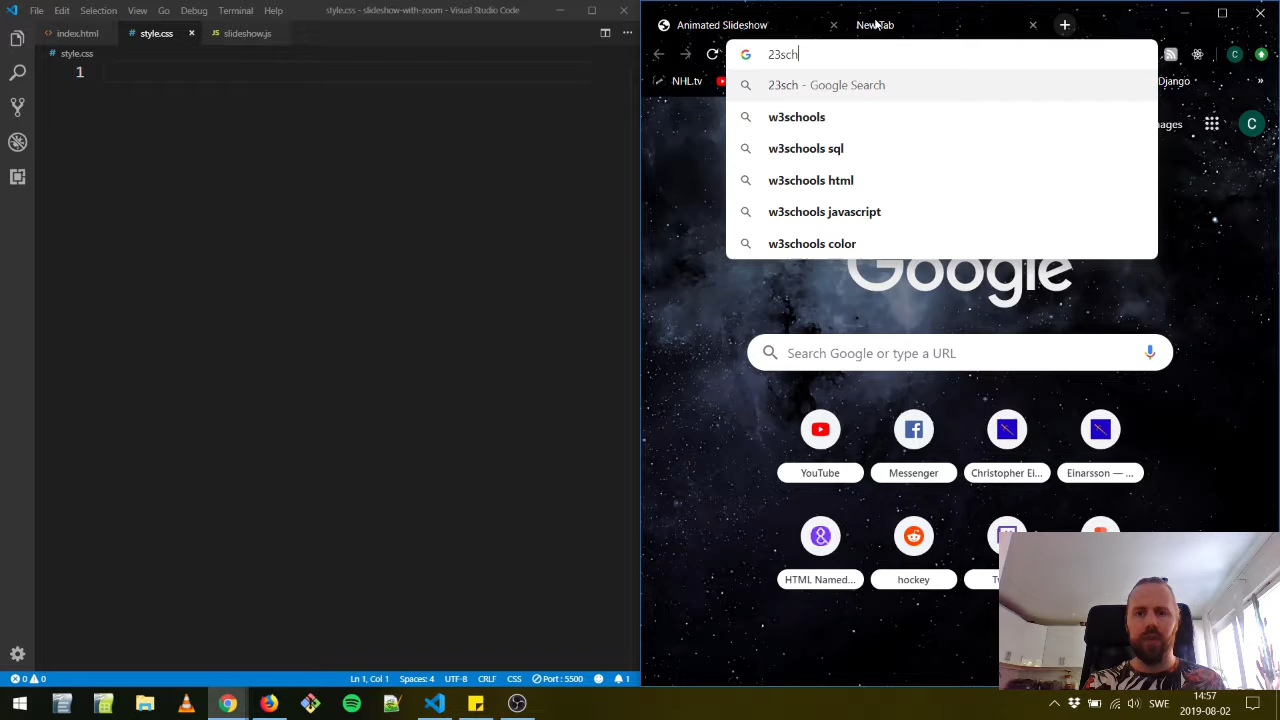 File Edit Selection View Go Debug Terminal Help style.css - slideshow-with-zoom - Visual Studio Code
index.html style.css slideshow.js
style.css
1
Ln 1, Col 1 Spaces: 4 UTF-8 CRLF CSS Port : 5500 1
0 0
Animated Slideshow New Tab
23sch
NHL.tv Django »
23sch - Google Search
w3schools
w3schools sql
w3schools html
w3schools javascript
w3schools color
C
C
Google
Search Google or type a URL
YouTube Messenger Christopher Ei... Einarsson — ...
HTML Named... hockey
SWE
14:57
2019-08-02